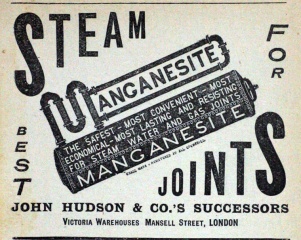 STEAM
FOR
MANGANESITE
THE SAFEST - MOST CONVENIENT - MOST
ECONOMICAL - MOST LASTING AND RESISTING
FOR STEAM - WATER AND GAS JOINTS
MANGANESITE
BEST
JOINTS
JOHN HUDSON & CO.'S SUCCESSORS
VICTORIA WAREHOUSES MANSELL STREET, LONDON